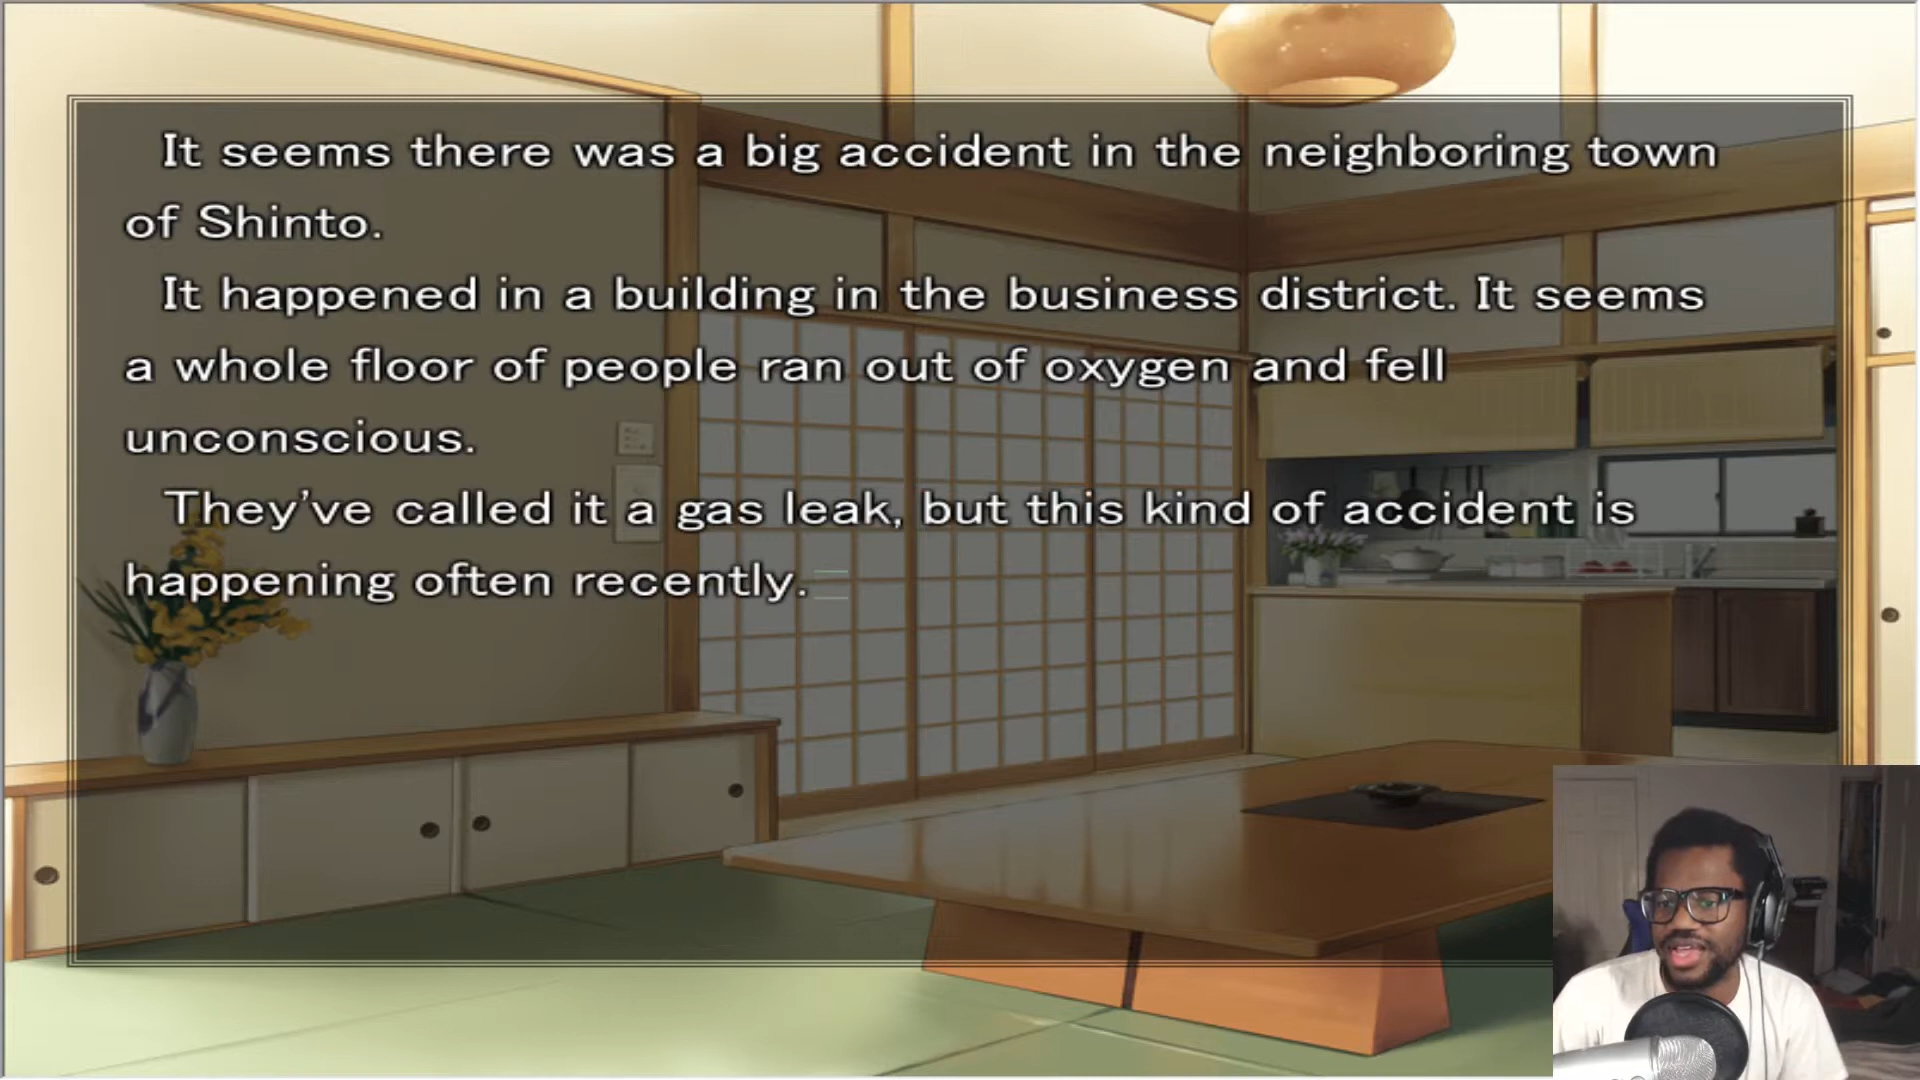 It seems there was a big accident in the neighboring town
of Shinto.
It happened in a building in the business district. It seems
a whole floor of people ran out of oxygen and fell
unconscious.
They've called it a gas leak, but this kind of accident is
happening often recently.